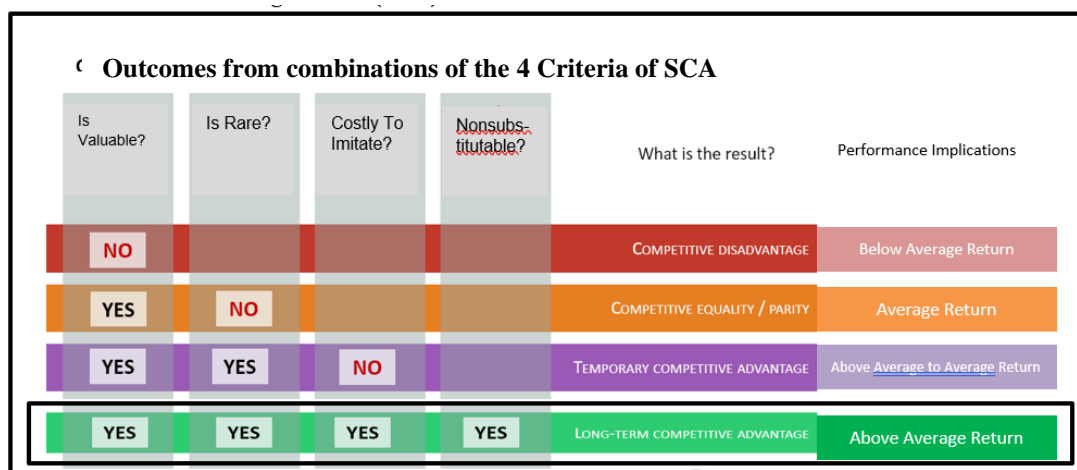 Outcomes from combinations of the 4 Criteria of SCA
Is
Valuable?
Is Rare?
Costly To
Imitate?
Nonsubs-
titutable?
What is the result?
Performance Implications
NO
COMPETITIVE DISADVANTAGE
Below Average Return
YES
NO
COMPETITIVE EQUALITY / PARITY
Average Return
YES
YES
NO
TEMPORARY COMPETITIVE ADVANTAGE
Above Average to Average Return
YES
YES
YES
YES
LONG-TERM COMPETITIVE ADVANTAGE
Above Average Return